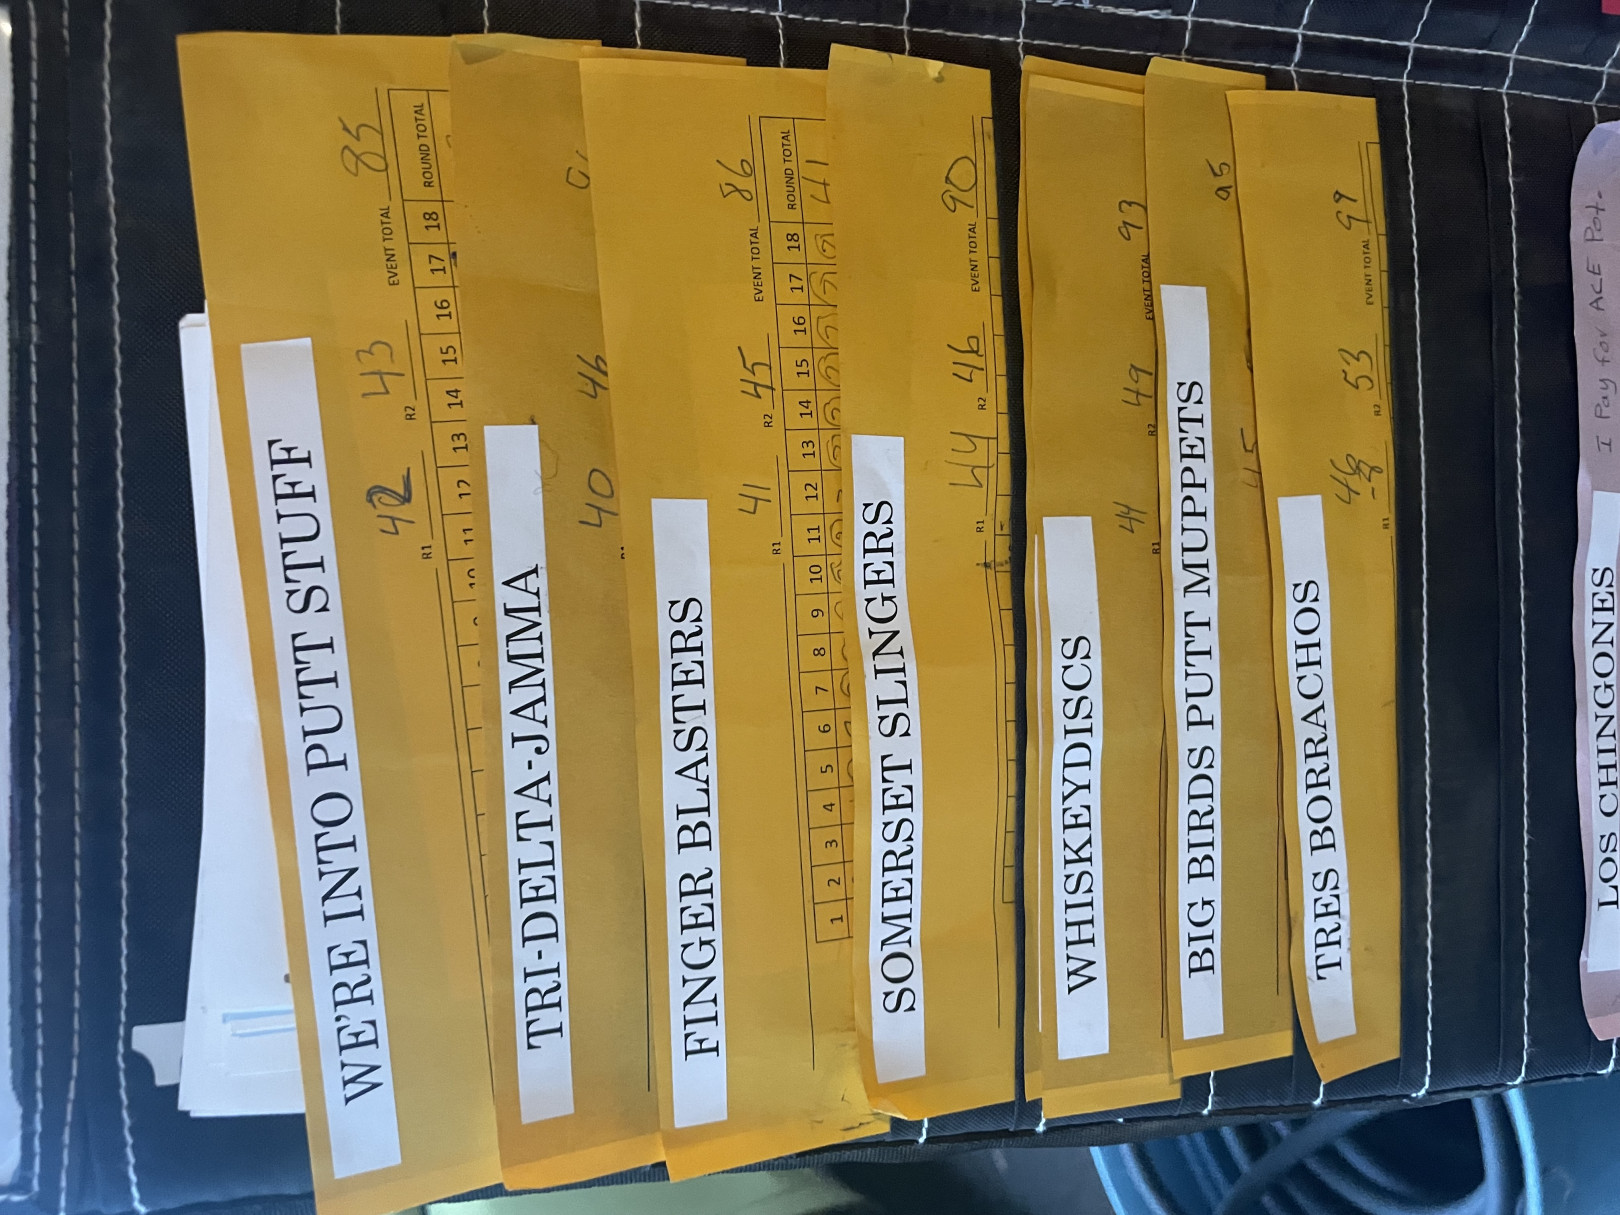 42 43 85
R1 R2 EVENT TOTAL
WE'RE INTO PUTT STUFF
11 12 13 14 15 16 17 18 ROUND TOTAL
40 46
TRI-DELTA-JAMMA
41 45 86
R1 R2 EVENT TOTAL
FINGER BLASTERS
1 2 3 4 5 6 7 8 9 10 11 12 13 14 15 16 17 18 ROUND TOTAL
41
44 46 90
R1 R2 EVENT TOTAL
SOMERSET SLINGERS
44 49 93
R1 R2 EVENT TOTAL
WHISKEYDISCS
95
45
BIG BIRDS PUTT MUPPETS
46 53 99
R1 R2 EVENT TOTAL
TRES BORRACHOS
I Pay for ACE Pot.
LOS CHINGONES